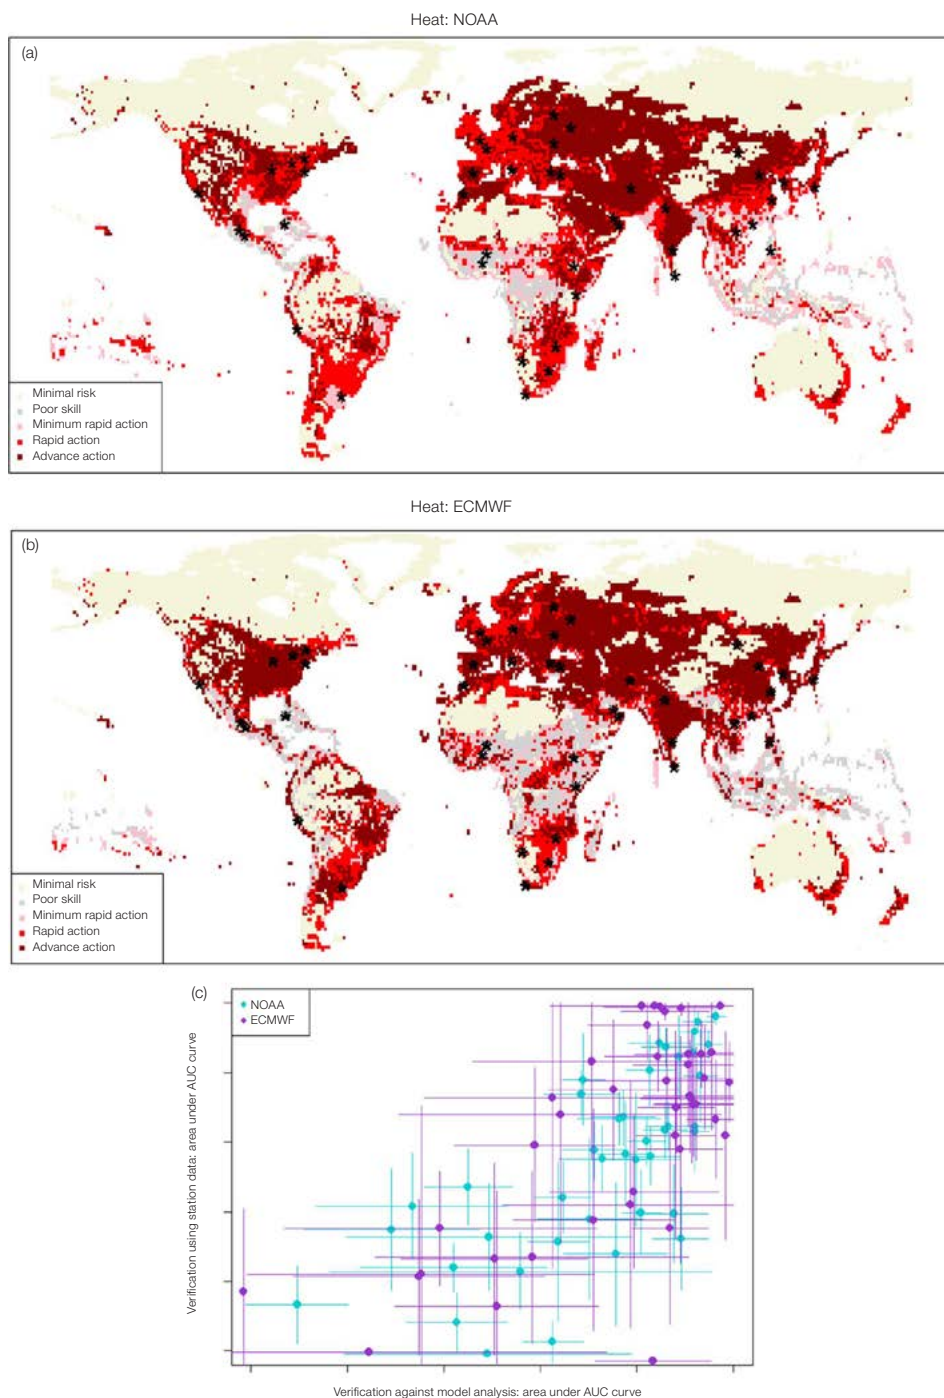 Heat: NOAA
(a)
Minimal risk
Poor skill
Minimum rapid action
Rapid action
Advance action
Heat: ECMWF
(b)
Minimal risk
Poor skill
Minimum rapid action
Rapid action
Advance action
(c)
NOAA
ECMWF
Verification using station data: area under AUC curve
Verification against model analysis: area under AUC curve